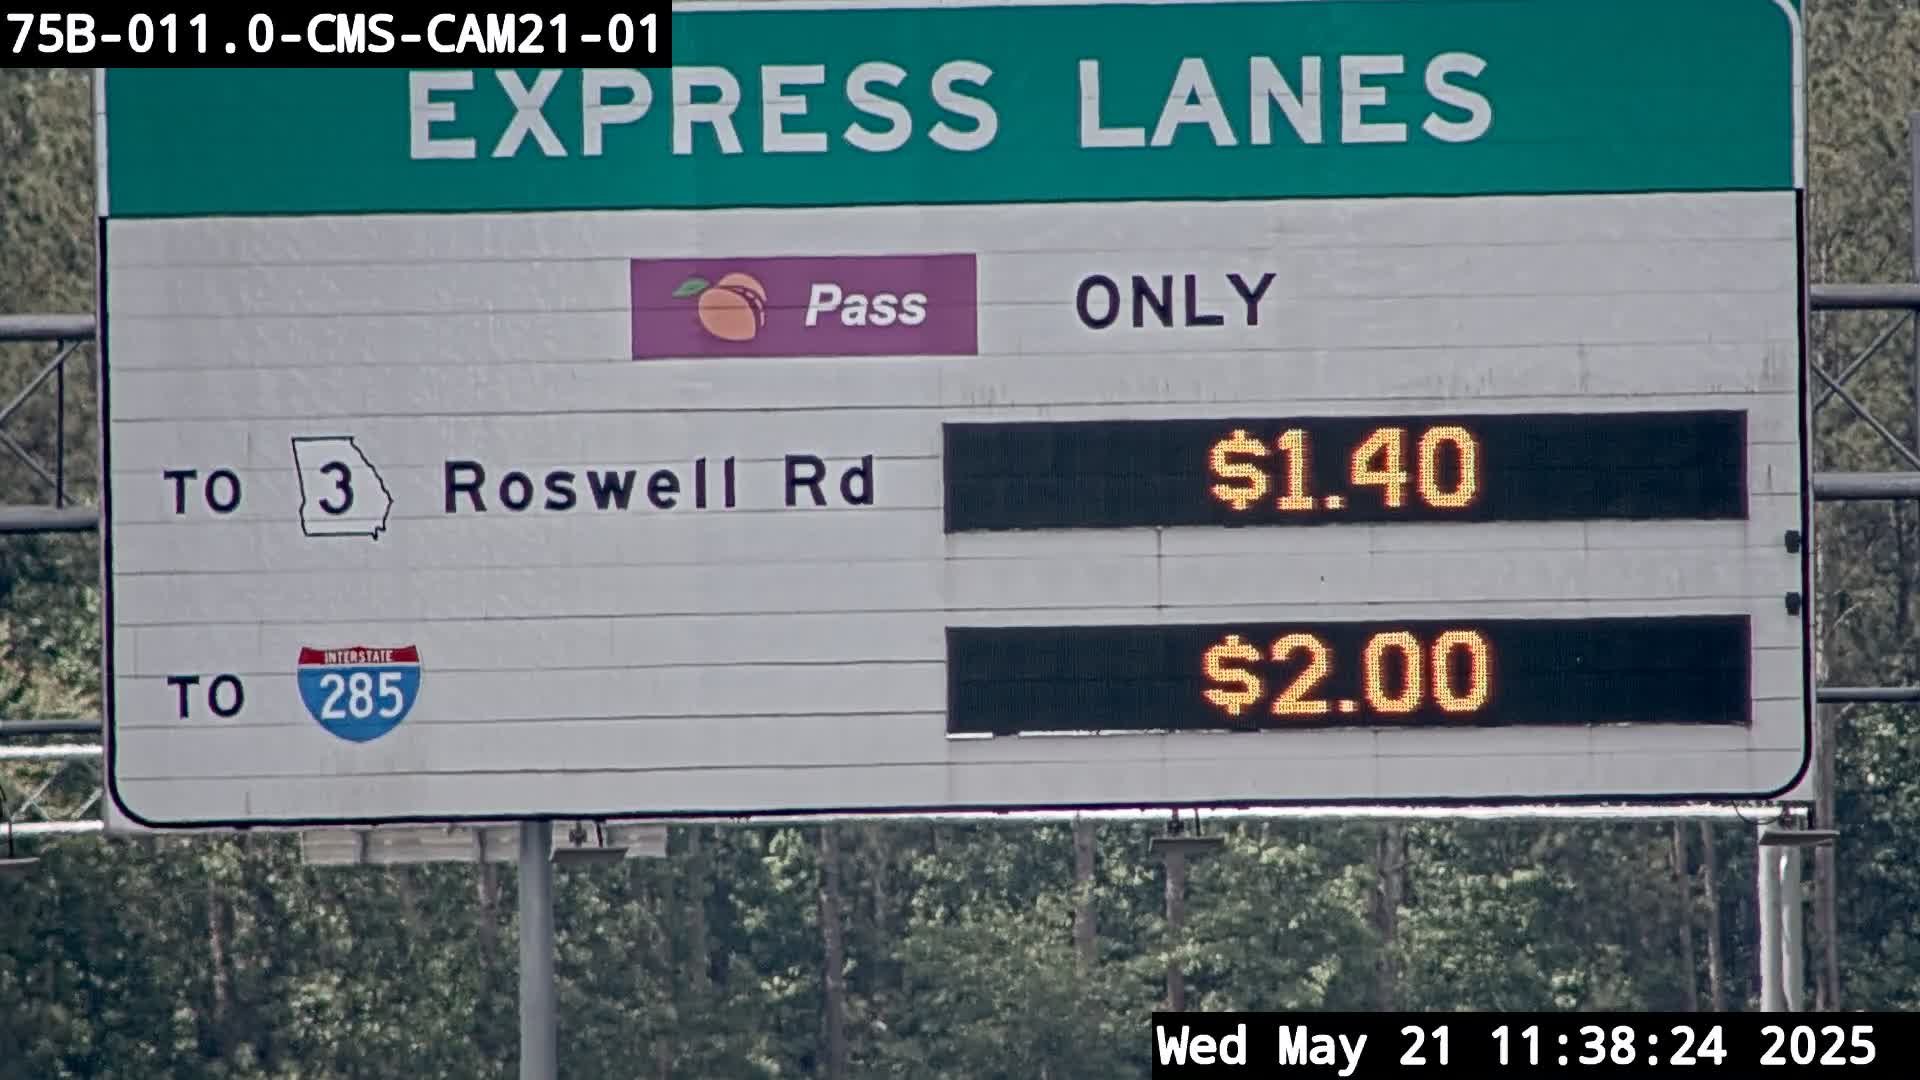 75B-011.0-CMS-CAM21-01
EXPRESS LANES
Pass ONLY
TO 3 Roswell Rd $1.40
INTERSTATE
TO 285 $2.00
Wed May 21 11:38:24 2025